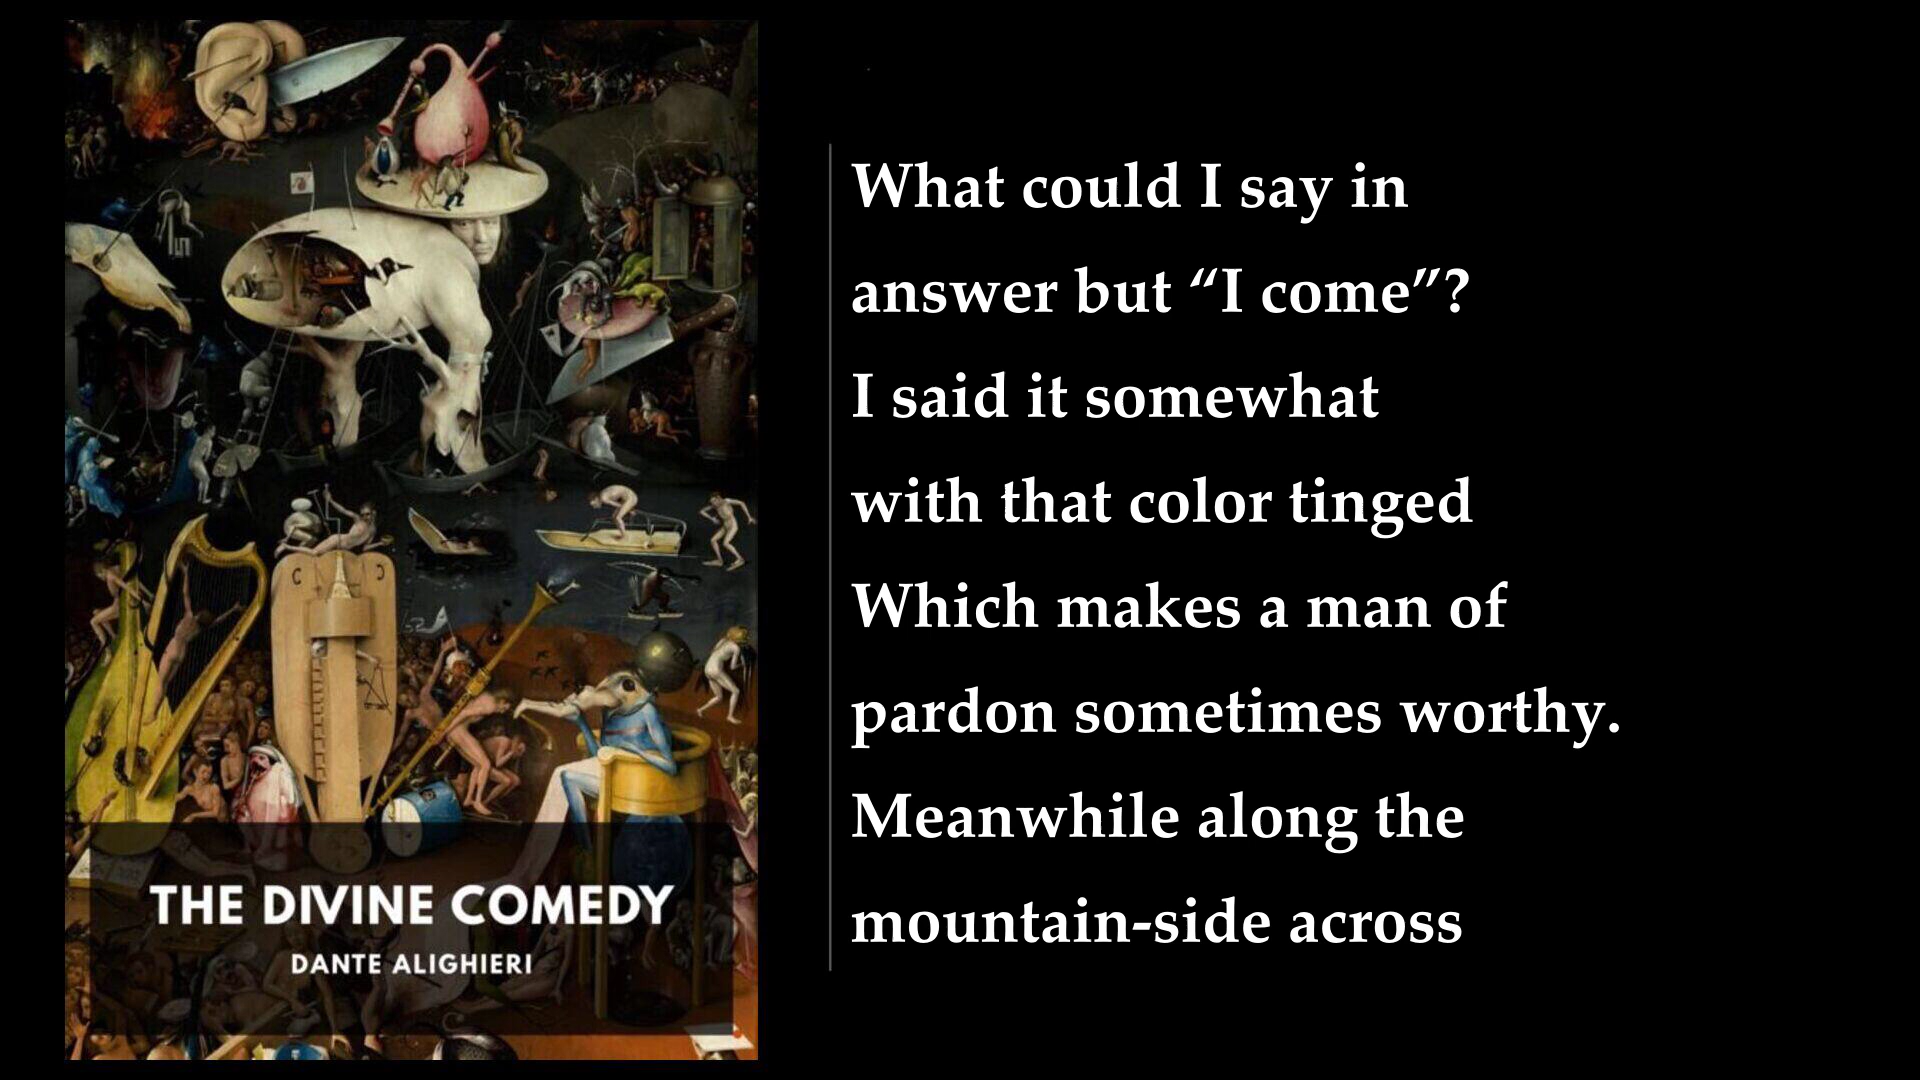 THE DIVINE COMEDY
DANTE ALIGHIERI
What could I say in
answer but “I come”?
I said it somewhat
with that color tinged
Which makes a man of
pardon sometimes worthy.
Meanwhile along the
mountain-side across